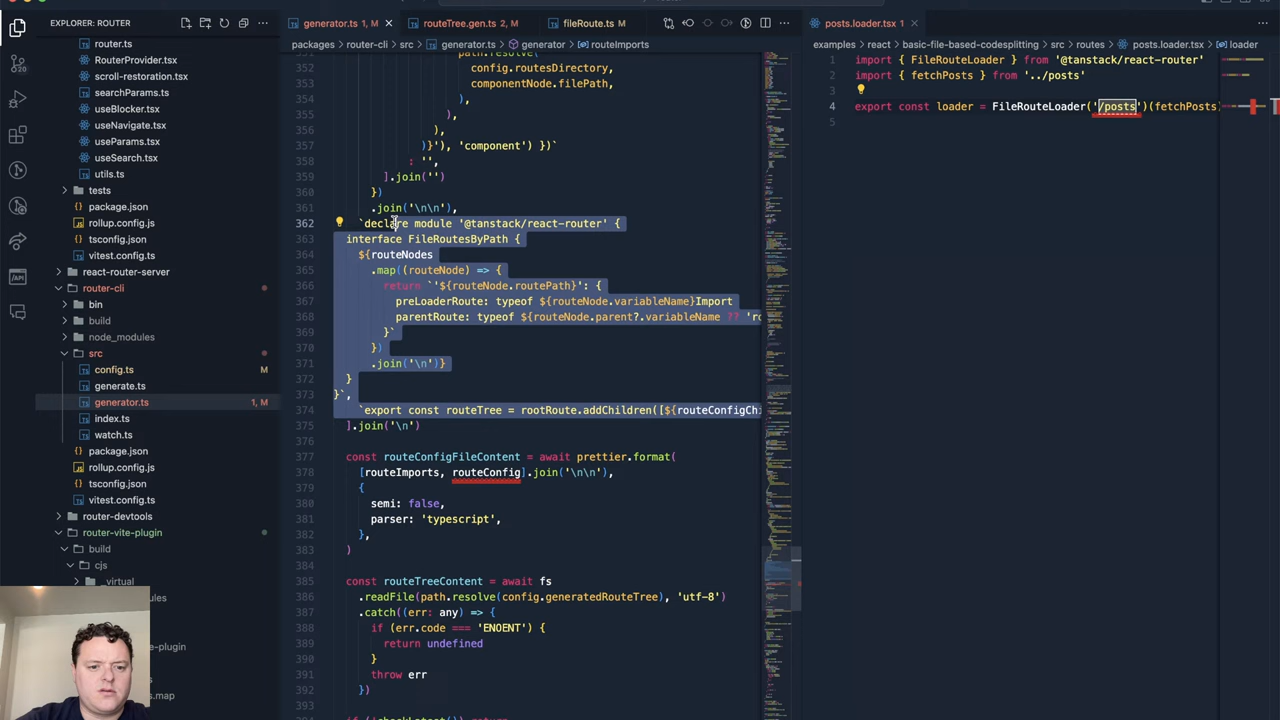 EXPLORER: ROUTER
router.ts
RouterProvider.tsx
scroll-restoration.tsx
searchParams.ts
useBlocker.tsx
useNavigate.tsx
useParams.tsx
useSearch.tsx
utils.ts
tests
package.json
rollup.config.js
tsconfig.json
vitest.config.ts
react-router-server
router-cli
bin
build
node_modules
src
config.ts M
generate.ts
generator.ts 1, M
index.ts
watch.ts
package.json
rollup.config.js
tsconfig.json
vitest.config.ts
router-devtools
router-vite-plugin
build
cjs
_virtual
generator.ts 1, M
routeTree.gen.ts 2, M
fileRoute.ts M
packages > router-cli > src > generator.ts > generator > routeImports
352 config.routesDirectory,
353 componentNode.filePath,
354 ),
355 ),
356 ),
357 )}'), 'component') })`
358 : '',
359 ].join('')
360 })
361 .join('\n\n'),
362 `declare module '@tanstack/react-router' {
363 interface FileRoutesByPath {
364 ${routeNodes
365 .map((routeNode) => {
366 return `'${routeNode.routePath}': {
367 preLoaderRoute: typeof ${routeNode.variableName}Import
368 parentRoute: typeof ${routeNode.parent?.variableName ??
369 }`
370 })
371 .join('\n')}
372 }
373 }`,
374 `export const routeTree = rootRoute.addChildren([${
375 ].join('\n')
376
377 const routeConfigFileContent = await prettier.format(
378 [routeImports, routeConfig].join('\n\n'),
379 {
380 semi: false,
381 parser: 'typescript',
382 },
383 )
384
385 const routeTreeContent = await fs
386 .readFile(path.resolve(config.generatedRouteTree), 'utf-8')
387 .catch((err: any) => {
388 if (err.code === 'ENOENT') {
389 return undefined
390 }
391 throw err
392 })
393
posts.loader.tsx 1
examples > react > basic-file-based-codesplitting > src > routes > posts.loader.tsx > loader
1 import { FileRouteLoader } from '@tanstack/react-router'
2 import { fetchPosts } from '../posts'
3
4 export const loader = FileRouteLoader('/posts')(fetchPosts)
5